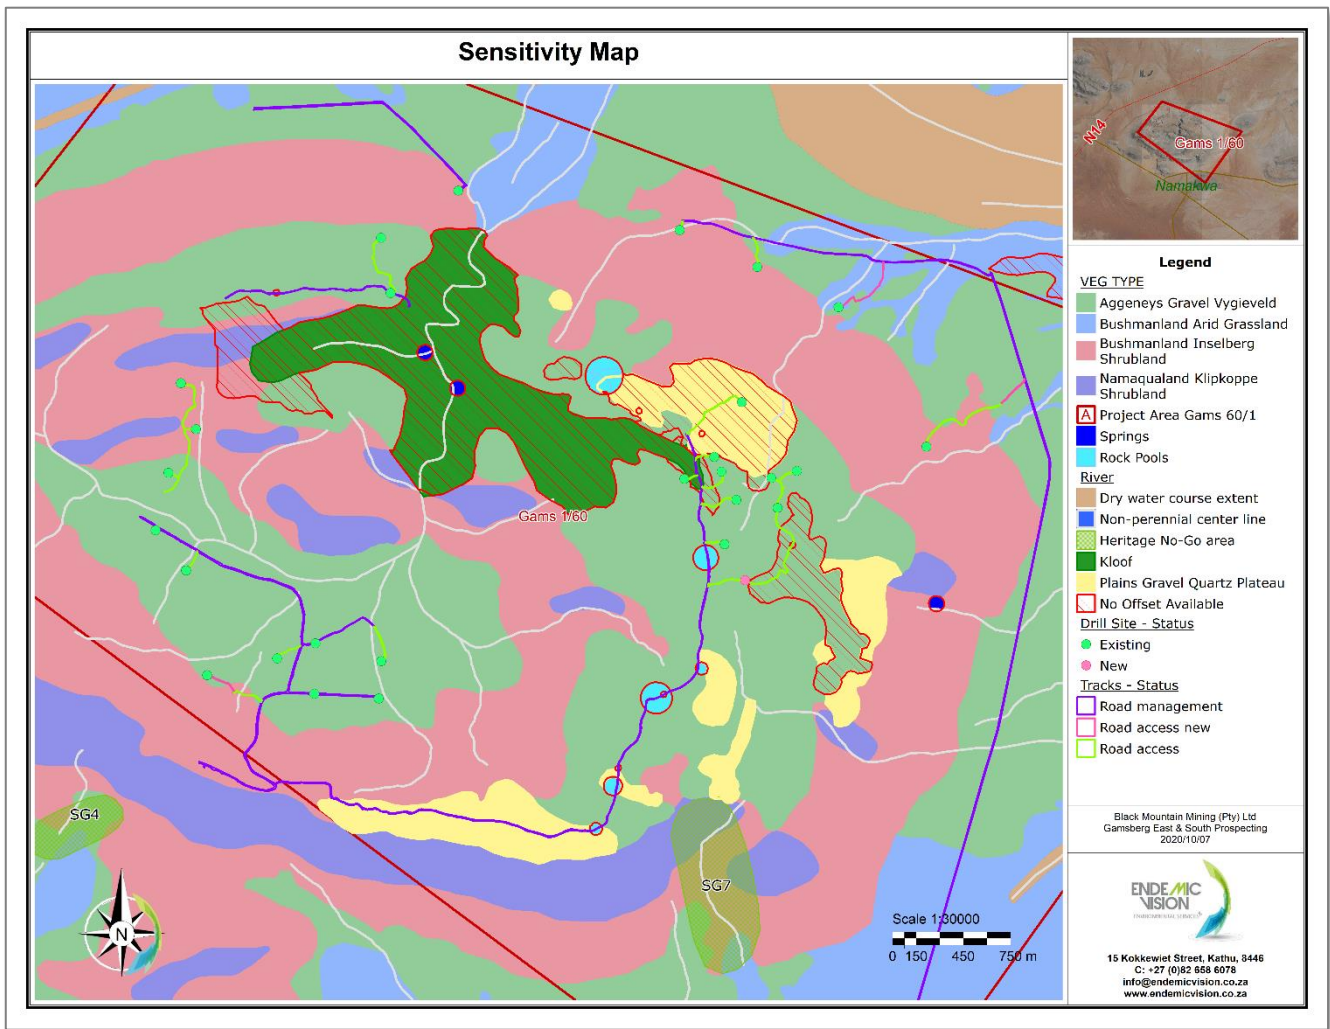 Sensitivity Map
N14
Gams 1/60
Namakwa
Legend
VEG TYPE
Aggeneys Gravel Vygieveld
Bushmanland Arid Grassland
Bushmanland Inselberg
Shrubland
Namaqualand Klipkoppe
Shrubland
A Project Area Gams 60/1
Springs
Rock Pools
River
Dry water course extent
Non-perennial center line
Heritage No-Go area
Kloof
Plains Gravel Quartz Plateau
No Offset Available
Drill Site - Status
Existing
New
Tracks - Status
Road management
Road access new
Road access
Gams 1/60
SG4
SG7
N
Scale 1:30000
0 150 450 750 m
Black Mountain Mining (Pty) Ltd
Gamsberg East & South Prospecting
2020/10/07
ENDEMIC
VISION
ENVIRONMENTAL SERVICES
15 Kokkewiet Street, Kathu, 8446
C: +27 (0)82 658 6078
info@endemicvision.co.za
www.endemicvision.co.za